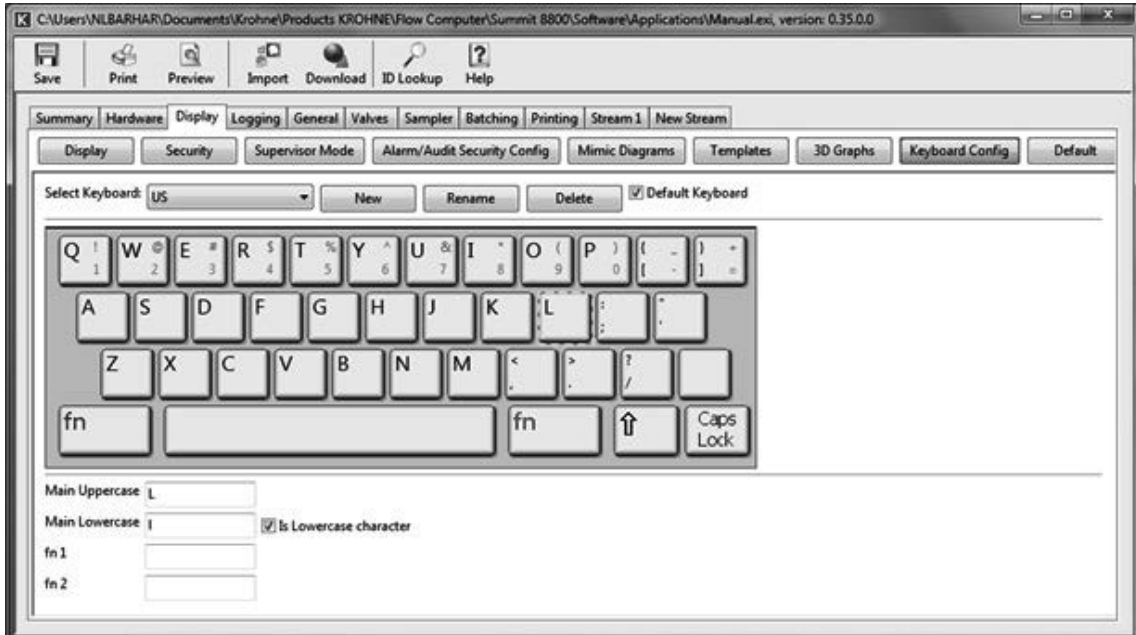 C:\Users\NLBARHAR\Documents\Krohne\Products KROHNE\Flow Computer\Summit 8800\Software\Applications\Manual.exi, version: 0.35.0.0
Save Print Preview Import Download ID Lookup Help
Summary Hardware Display Logging General Valves Sampler Batching Printing Stream 1 New Stream
Display Security Supervisor Mode Alarm/Audit Security Config Mimic Diagrams Templates 3D Graphs Keyboard Config Default
Select Keyboard: US New Rename Delete Default Keyboard
Q ! 1 W @ 2 E # 3 R $ 4 T % 5 Y ^ 6 U & 7 I * 8 O ( 9 P ) 0 { [ _ - } ] + =
A S D F G H J K L : ; " '
Z X C V B N M < , > . ? /
fn fn ⇧ Caps
Lock
Main Uppercase L
Main Lowercase l Is Lowercase character
fn 1
fn 2